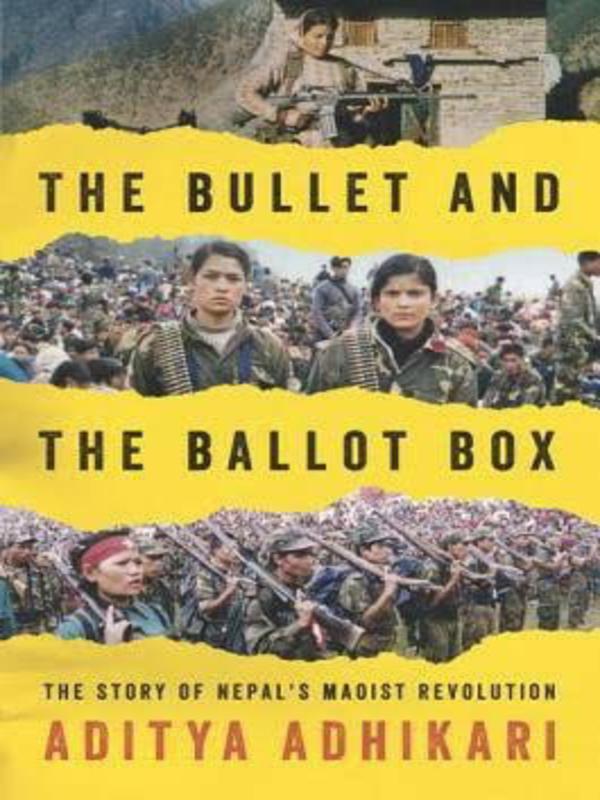 THE BULLET AND
THE BALLOT BOX
THE STORY OF NEPAL'S MAOIST REVOLUTION
ADITYA ADHIKARI